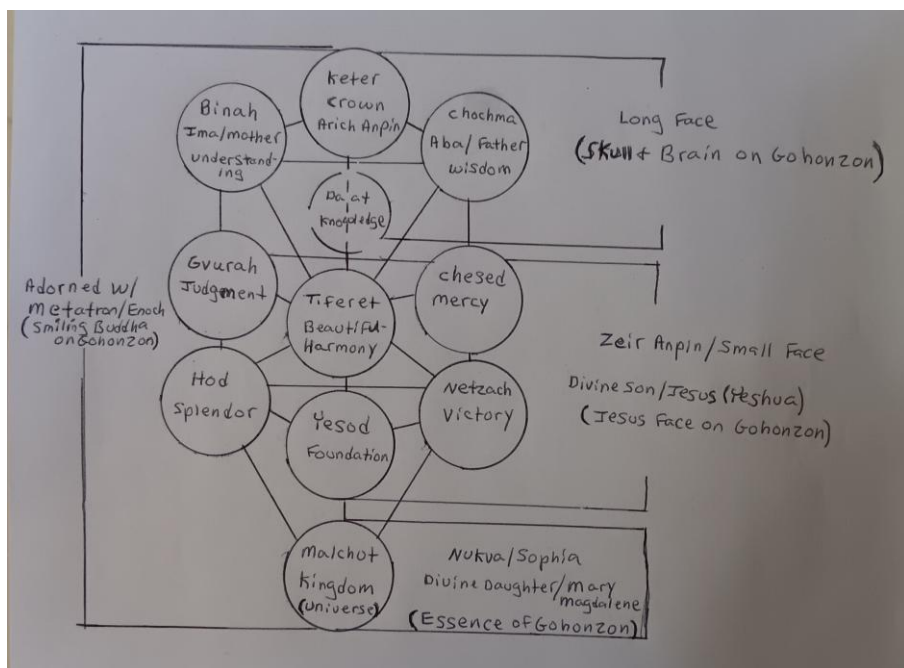 Keter
Crown
Arich Anpin
Binah
Ima/mother
understand-
ing
chochma
Aba/Father
wisdom
Long Face
(Skull + Brain on Gohonzon)
Da at
Knowledge
Gvurah
Judgment
Tiferet
Beautiful-
Harmony
chesed
mercy
Adorned w/
metatron/Enoch
(Smiling Buddha
on Gohonzon)
Zeir Anpin/Small Face
Divine Son/Jesus (Yeshua)
(Jesus Face on Gohonzon)
Hod
Splendor
Yesod
Foundation
Netzach
Victory
malchut
Kingdom
(universe)
Nukva/Sophia
Divine Daughter/mary
magdalene
(Essence of Gohonzon)